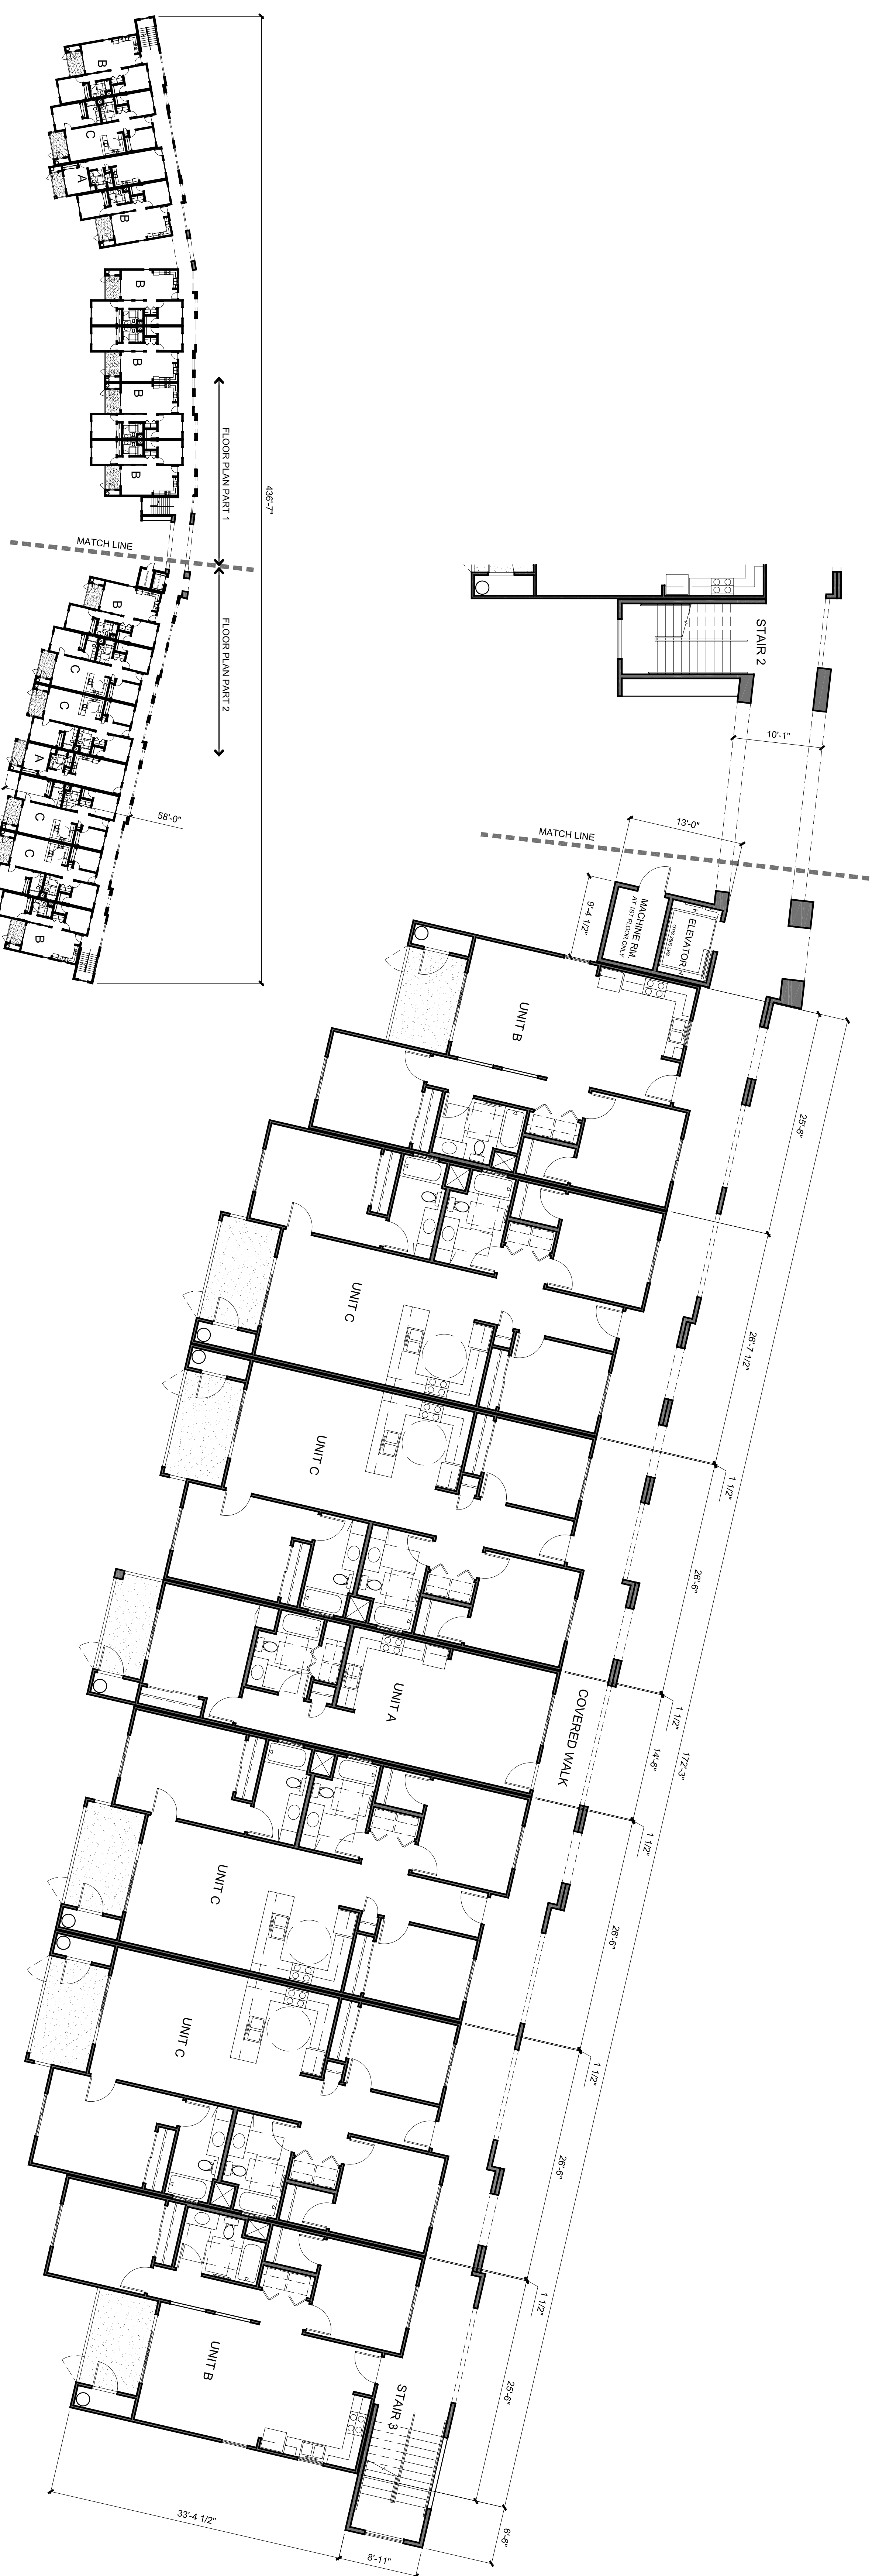 B
C
A
B
B
B
B
B
FLOOR PLAN PART 1
436'-7"
MATCH LINE
FLOOR PLAN PART 2
B
C
C
A
C
C
B
58'-0"
STAIR 2
10'-1"
MATCH LINE
13'-0"
9'-4 1/2"
MACHINE RM.
AT 1ST FLOOR ONLY
ELEVATOR
UNIT B
25'-6"
UNIT C
26'-7 1/2"
1 1/2"
UNIT C
26'-6"
1 1/2"
UNIT A
COVERED WALK
14'-6"
172'-3"
1 1/2"
UNIT C
26'-6"
1 1/2"
UNIT C
26'-6"
1 1/2"
UNIT B
25'-6"
STAIR 3
6'-6"
33'-4 1/2"
8'-11"